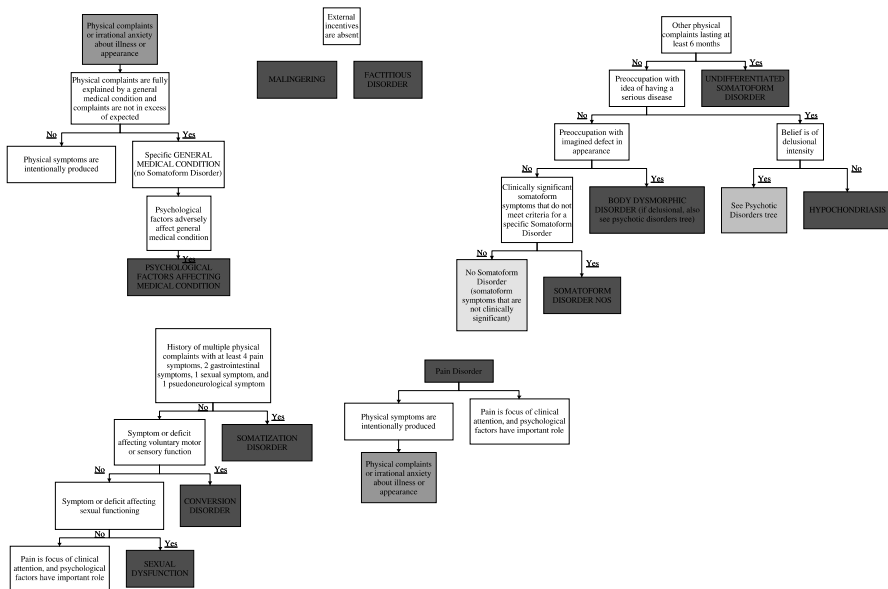 Physical complaints
or irrational anxiety
about illness or
appearance
Physical complaints are fully
explained by a general
medical condition and
complaints are not in excess
of expected
No
Yes
Physical symptoms are
intentionally produced
Specific GENERAL
MEDICAL CONDITION
(no Somatoform Disorder)
Psychological
factors adversely
affect general
medical condition
Yes
PSYCHOLOGICAL
FACTORS AFFECTING
MEDICAL CONDITION
External
incentives
are absent
MALINGERING
FACTITIOUS
DISORDER
Other physical
complaints lasting at
least 6 months
No
Yes
Preoccupation with
idea of having a
serious disease
UNDIFFERENTIATED
SOMATOFORM
DISORDER
No
Yes
Preoccupation with
imagined defect in
appearance
Belief is of
delusional
intensity
No
Yes
Yes
No
Clinically significant
somatoform
symptoms that do not
meet criteria for a
specific Somatoform
Disorder
BODY DYSMORPHIC
DISORDER (if delusional, also
see psychotic disorders tree)
See Psychotic
Disorders tree
HYPOCHONDRIASIS
No
Yes
No Somatoform
Disorder
(somatoform
symptoms that are
not clinically
significant)
SOMATOFORM
DISORDER NOS
History of multiple physical
complaints with at least 4 pain
symptoms, 2 gastrointestinal
symptoms, 1 sexual symptom, and
1 psuedoneurological symptom
No
Yes
Symptom or deficit
affecting voluntary motor
or sensory function
SOMATIZATION
DISORDER
No
Yes
Symptom or deficit affecting
sexual functioning
CONVERSION
DISORDER
No
Yes
Pain is focus of clinical
attention, and psychological
factors have important role
SEXUAL
DYSFUNCTION
Pain Disorder
Physical symptoms are
intentionally produced
Pain is focus of clinical
attention, and psychological
factors have important role
Physical complaints
or irrational anxiety
about illness or
appearance